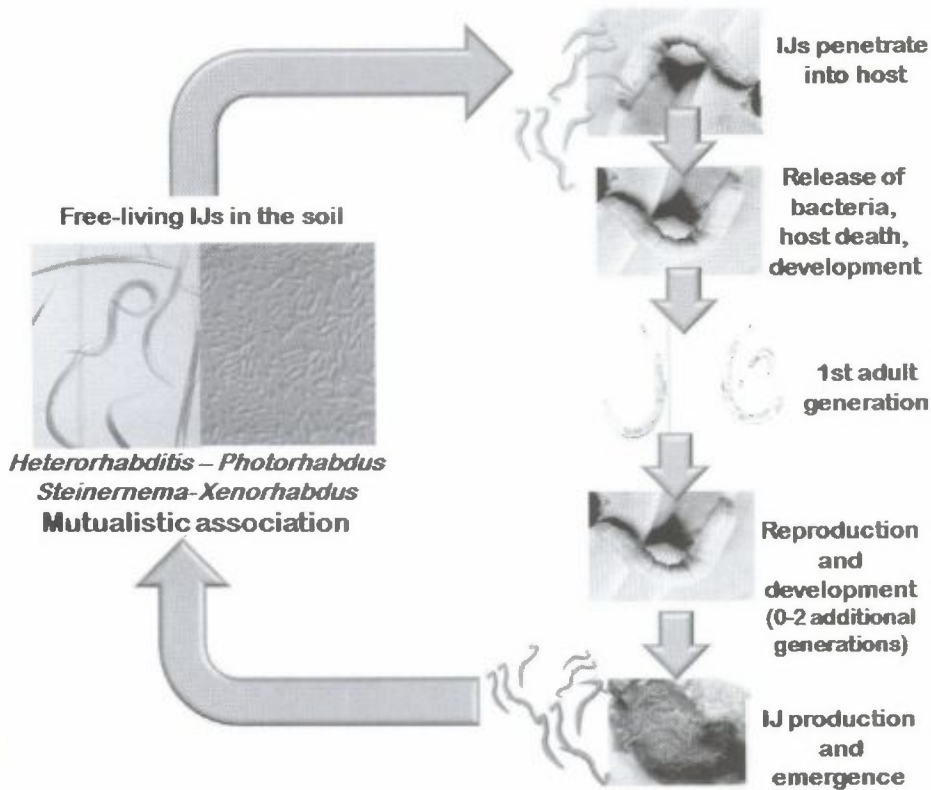 IJs penetrate
into host
Release of
bacteria,
host death,
development
Free-living IJs in the soil
1st adult
generation
Heterorhabditis – Photorhabdus
Steinernema-Xenorhabdus
Mutualistic association
Reproduction
and
development
(0-2 additional
generations)
IJ production
and
emergence